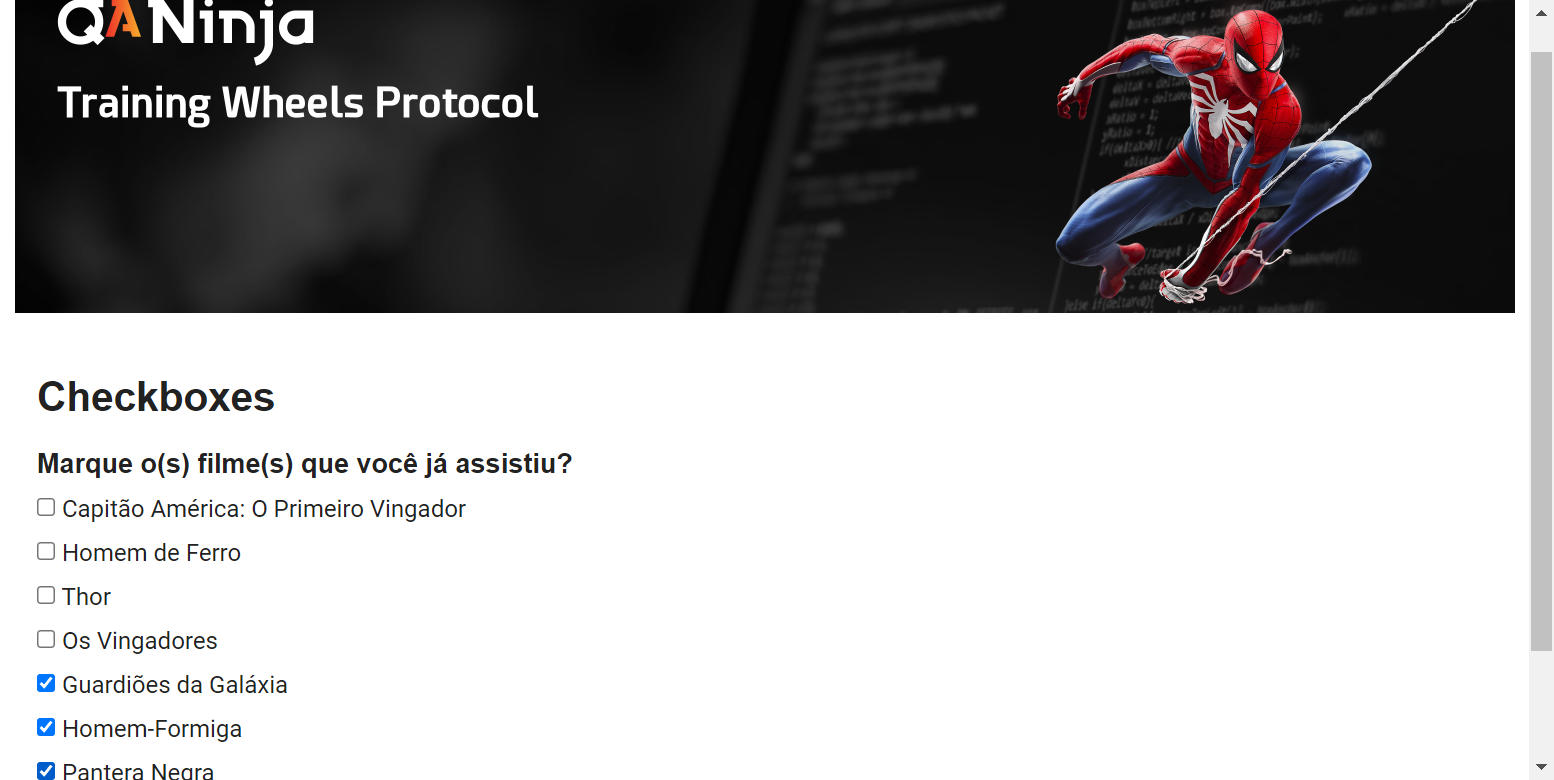 QANinja
Training Wheels Protocol
Checkboxes
Marque o(s) filme(s) que você já assistiu?
Capitão América: O Primeiro Vingador
Homem de Ferro
Thor
Os Vingadores
Guardiões da Galáxia
Homem-Formiga
Pantera Negra